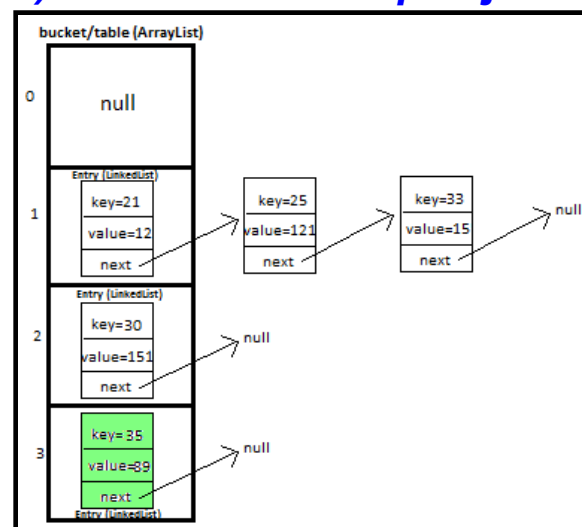 bucket/table (ArrayList)
0
null
Entry (LinkedList)
1
key=21
value=12
next
key=25
value=121
next
key=33
value=15
next
null
Entry (LinkedList)
2
key=30
value=151
next
null
3
key=35
value=89
next
null
Entry (LinkedList)